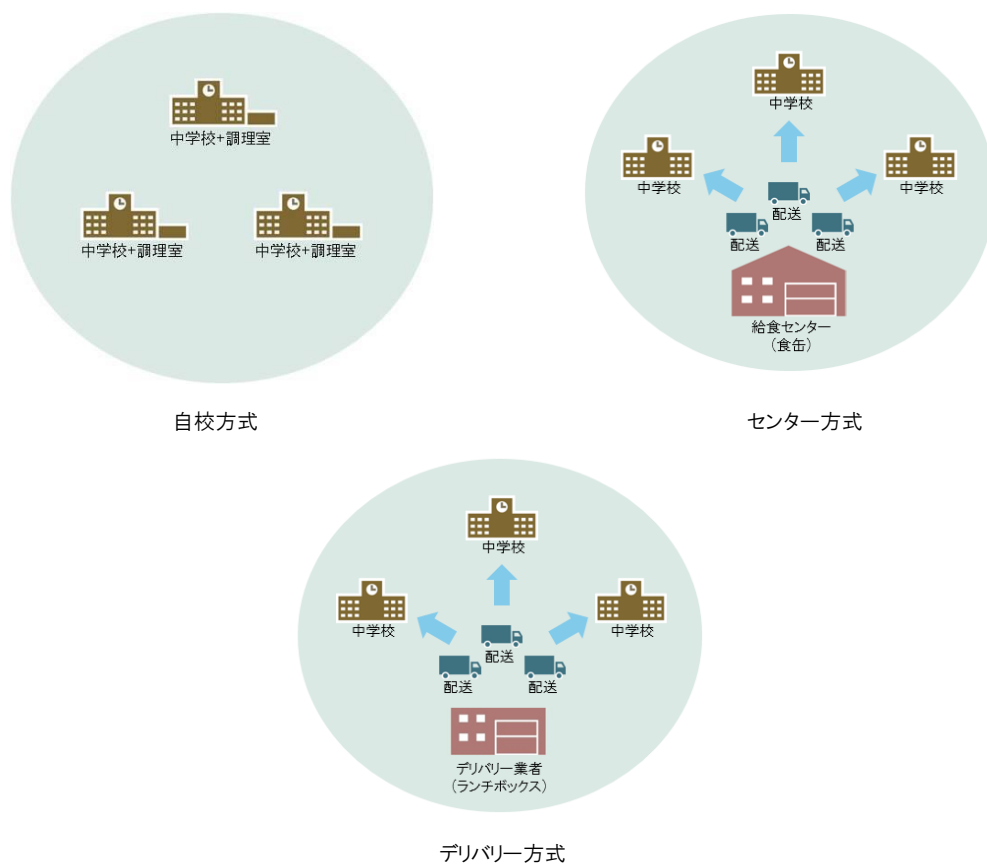 中学校+調理室
中学校+調理室
中学校+調理室
自校方式
中学校
中学校
中学校
配送
配送
配送
給食センター
（食缶）
センター方式
中学校
中学校
中学校
配送
配送
配送
デリバリー業者
（ランチボックス）
デリバリー方式